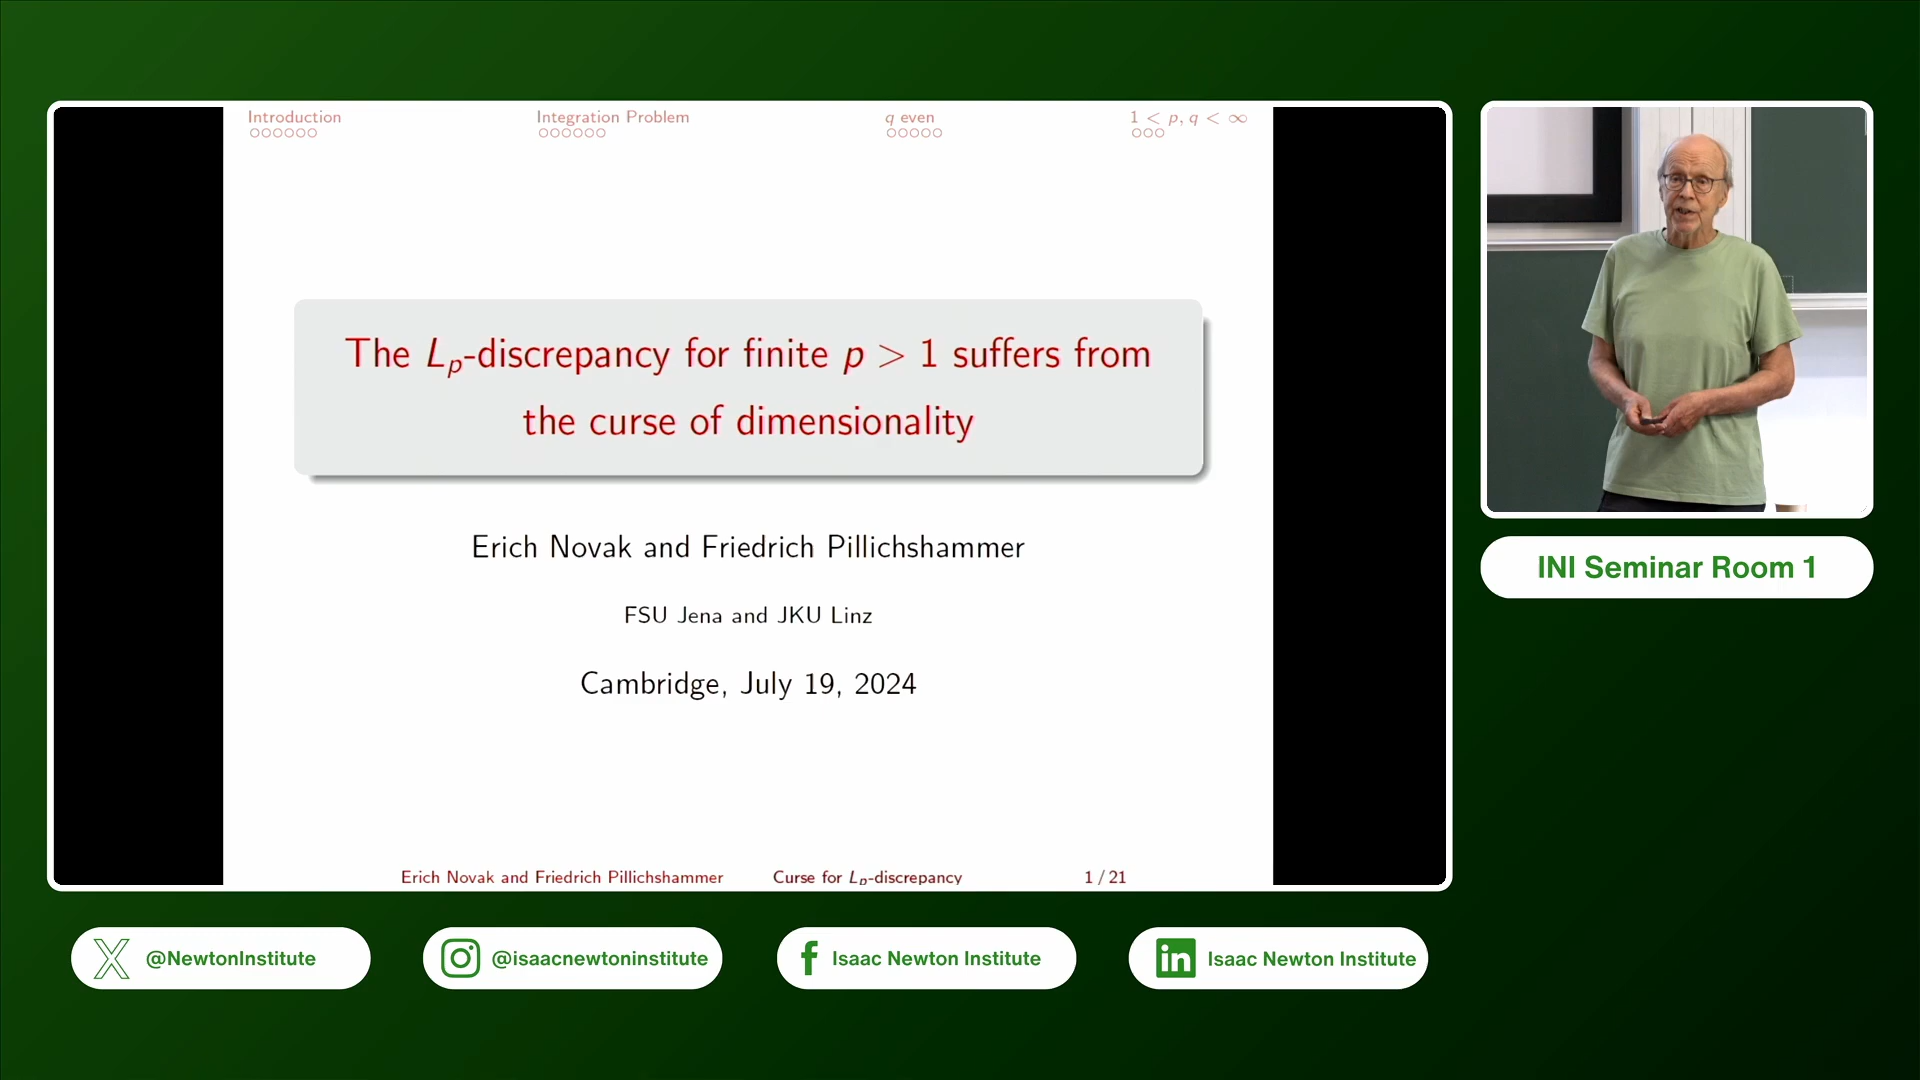 Introduction
Integration Problem
q even
1 < p, q < ∞
The Lp-discrepancy for finite p > 1 suffers from
the curse of dimensionality
Erich Novak and Friedrich Pillichshammer
FSU Jena and JKU Linz
Cambridge, July 19, 2024
Erich Novak and Friedrich Pillichshammer
Curse for Lp-discrepancy
1 / 21
INI Seminar Room 1
@NewtonInstitute
@isaacnewtoninstitute
Isaac Newton Institute
Isaac Newton Institute